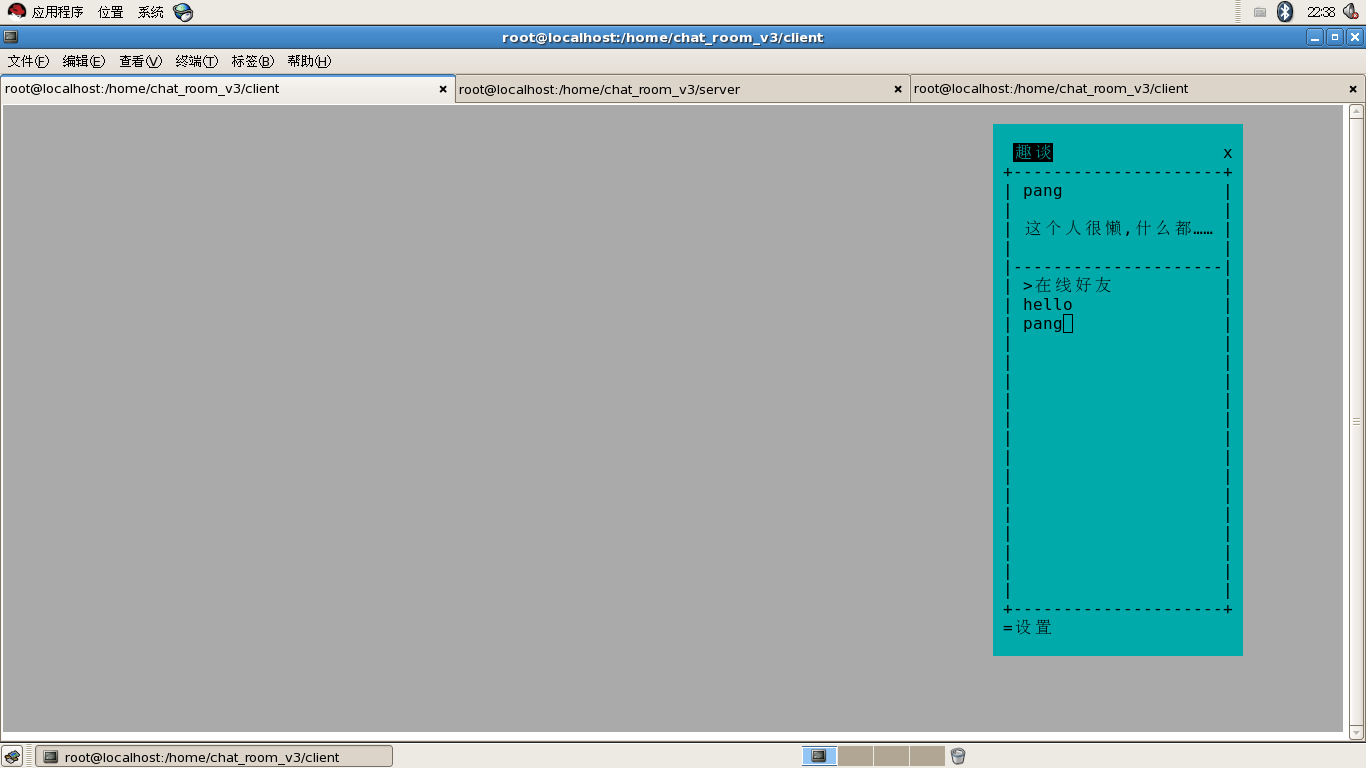 应用程序 位置 系统 22:38
root@localhost:/home/chat_room_v3/client
文件(F) 编辑(E) 查看(V) 终端(T) 标签(B) 帮助(H)
root@localhost:/home/chat_room_v3/client root@localhost:/home/chat_room_v3/server root@localhost:/home/chat_room_v3/client
趣谈 x
+---------------------+
pang
这个人很懒,什么都……
|---------------------|
>在线好友
hello
pang
+---------------------+
=设置
root@localhost:/home/chat_room_v3/client